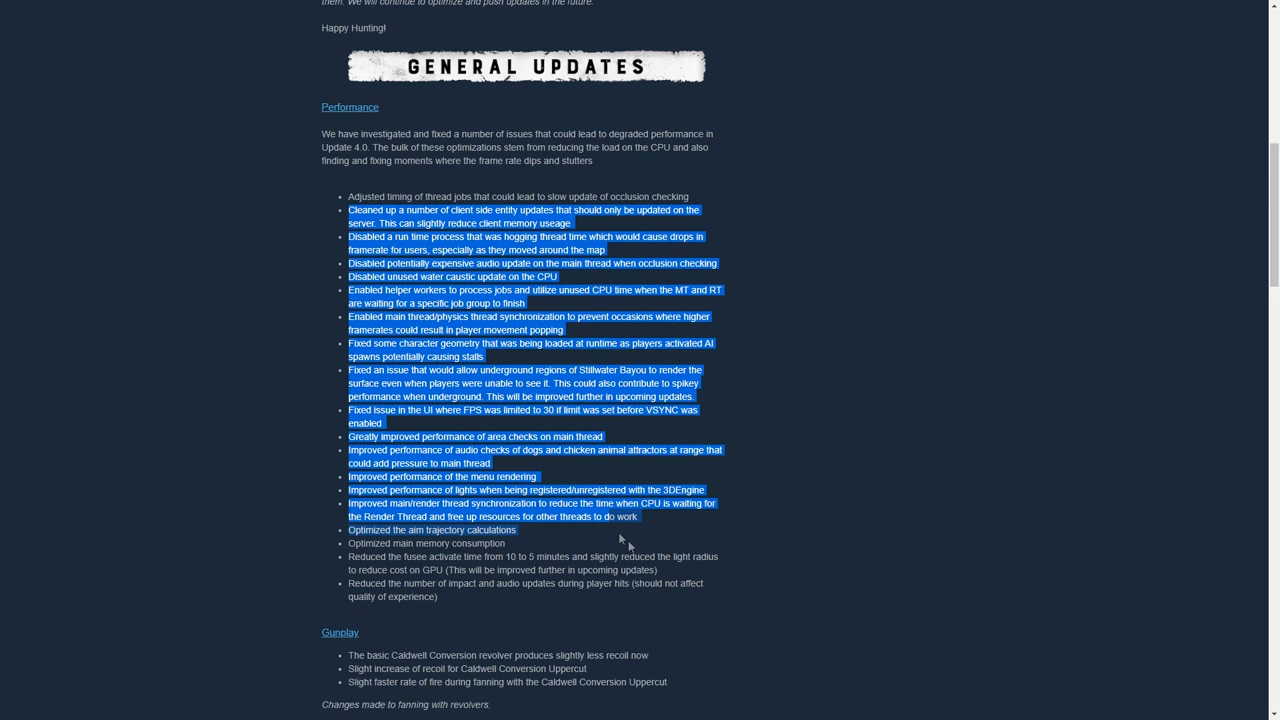 them. We will continue to optimize and push updates in the future.
Happy Hunting!
GENERAL UPDATES
Performance
We have investigated and fixed a number of issues that could lead to degraded performance in
Update 4.0. The bulk of these optimizations stem from reducing the load on the CPU and also
finding and fixing moments where the frame rate dips and stutters
• Adjusted timing of thread jobs that could lead to slow update of occlusion checking
• Cleaned up a number of client side entity updates that should only be updated on the
server. This can slightly reduce client memory useage
• Disabled a run time process that was hogging thread time which would cause drops in
framerate for users, especially as they moved around the map
• Disabled potentially expensive audio update on the main thread when occlusion checking
• Disabled unused water caustic update on the CPU
• Enabled helper workers to process jobs and utilize unused CPU time when the MT and RT
are waiting for a specific job group to finish
• Enabled main thread/physics thread synchronization to prevent occasions where higher
framerates could result in player movement popping
• Fixed some character geometry that was being loaded at runtime as players activated AI
spawns potentially causing stalls
• Fixed an issue that would allow underground regions of Stillwater Bayou to render the
surface even when players were unable to see it. This could also contribute to spikey
performance when underground. This will be improved further in upcoming updates.
• Fixed issue in the UI where FPS was limited to 30 if limit was set before VSYNC was
enabled
• Greatly improved performance of area checks on main thread
• Improved performance of audio checks of dogs and chicken animal attractors at range that
could add pressure to main thread
• Improved performance of the menu rendering
• Improved performance of lights when being registered/unregistered with the 3DEngine
• Improved main/render thread synchronization to reduce the time when CPU is waiting for
the Render Thread and free up resources for other threads to do work
• Optimized the aim trajectory calculations
• Optimized main memory consumption
• Reduced the fusee activate time from 10 to 5 minutes and slightly reduced the light radius
to reduce cost on GPU (This will be improved further in upcoming updates)
• Reduced the number of impact and audio updates during player hits (should not affect
quality of experience)
Gunplay
• The basic Caldwell Conversion revolver produces slightly less recoil now
• Slight increase of recoil for Caldwell Conversion Uppercut
• Slight faster rate of fire during fanning with the Caldwell Conversion Uppercut
Changes made to fanning with revolvers.